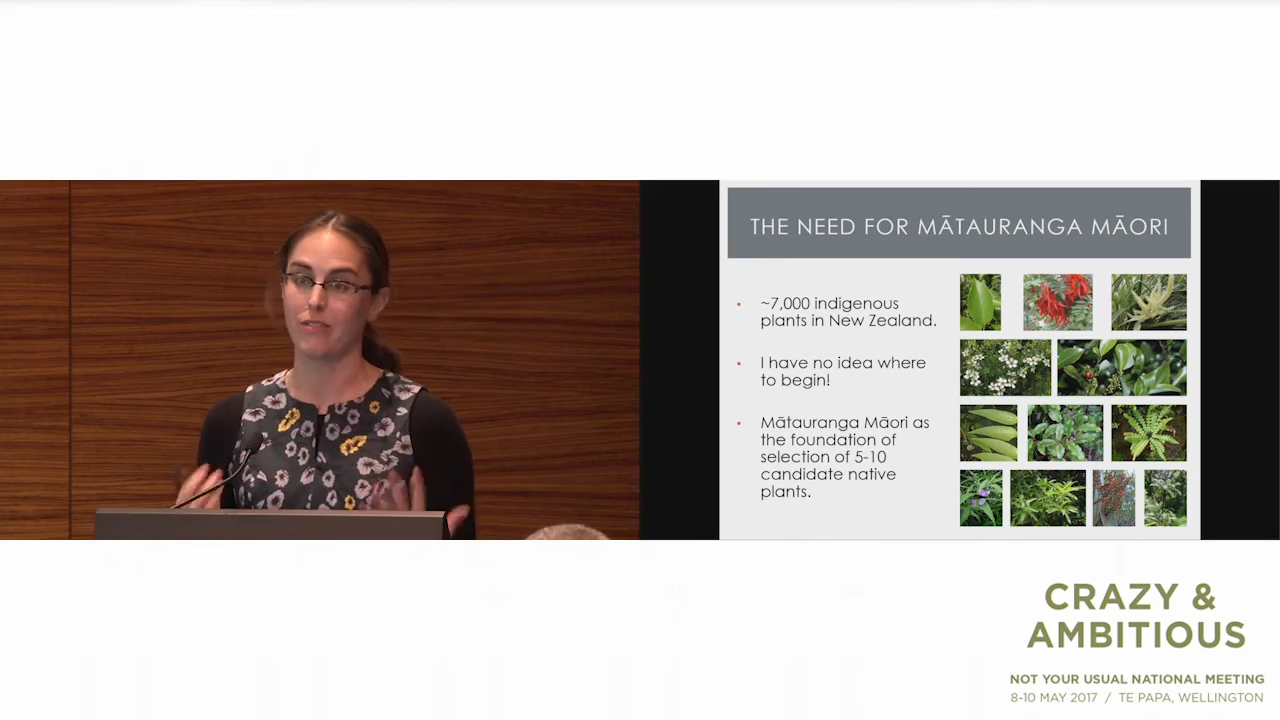 THE NEED FOR MĀTAURANGA MĀORI
• ~7,000 indigenous
plants in New Zealand.
• I have no idea where
to begin!
• Mātauranga Māori as
the foundation of
selection of 5-10
candidate native
plants.
CRAZY &
AMBITIOUS
NOT YOUR USUAL NATIONAL MEETING
8-10 MAY 2017 / TE PAPA, WELLINGTON